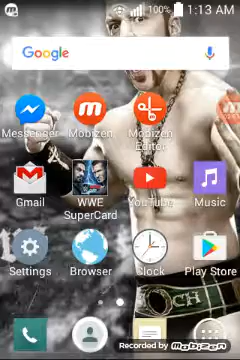 100% 1:13 AM
Google
Messenger Mobizen Mobizen
Editor
Gmail WWE YouTube Music
SuperCard
Settings Browser Clock Play Store
OCH
Recorded by Mobizen